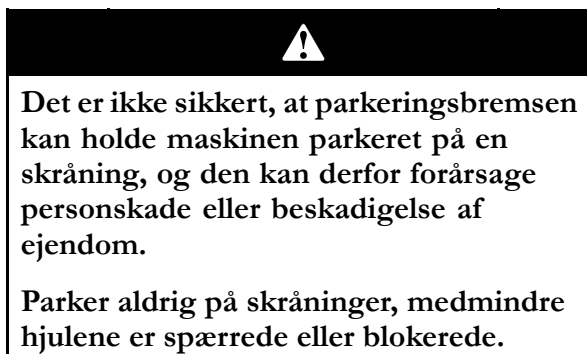 Det er ikke sikkert, at parkeringsbremsen
kan holde maskinen parkeret på en
skråning, og den kan derfor forårsage
personskade eller beskadigelse af
ejendom.
Parker aldrig på skråninger, medmindre
hjulene er spærrede eller blokerede.